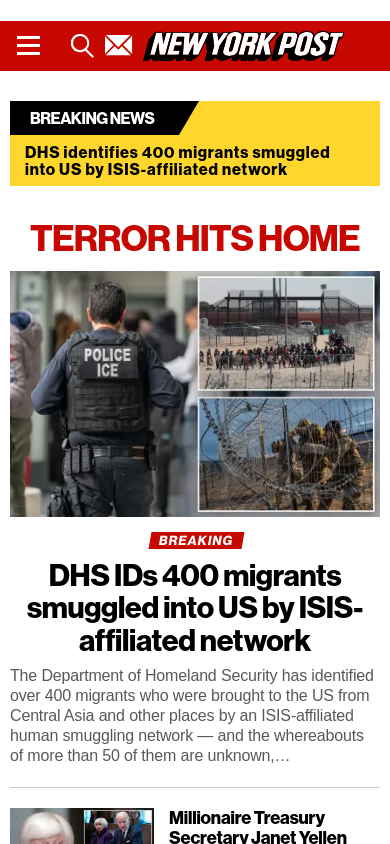 NEW YORK POST
BREAKING NEWS
DHS identifies 400 migrants smuggled
into US by ISIS-affiliated network
TERROR HITS HOME
POLICE
ICE
BREAKING
DHS IDs 400 migrants
smuggled into US by ISIS-
affiliated network
The Department of Homeland Security has identified
over 400 migrants who were brought to the US from
Central Asia and other places by an ISIS-affiliated
human smuggling network — and the whereabouts
of more than 50 of them are unknown,…
Millionaire Treasury
Secretary Janet Yellen